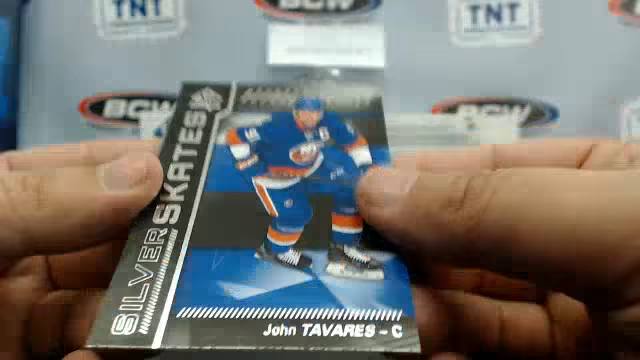 BCW
TNT
TNT
BCW
BCW
SILVER SKATES
John TAVARES - C